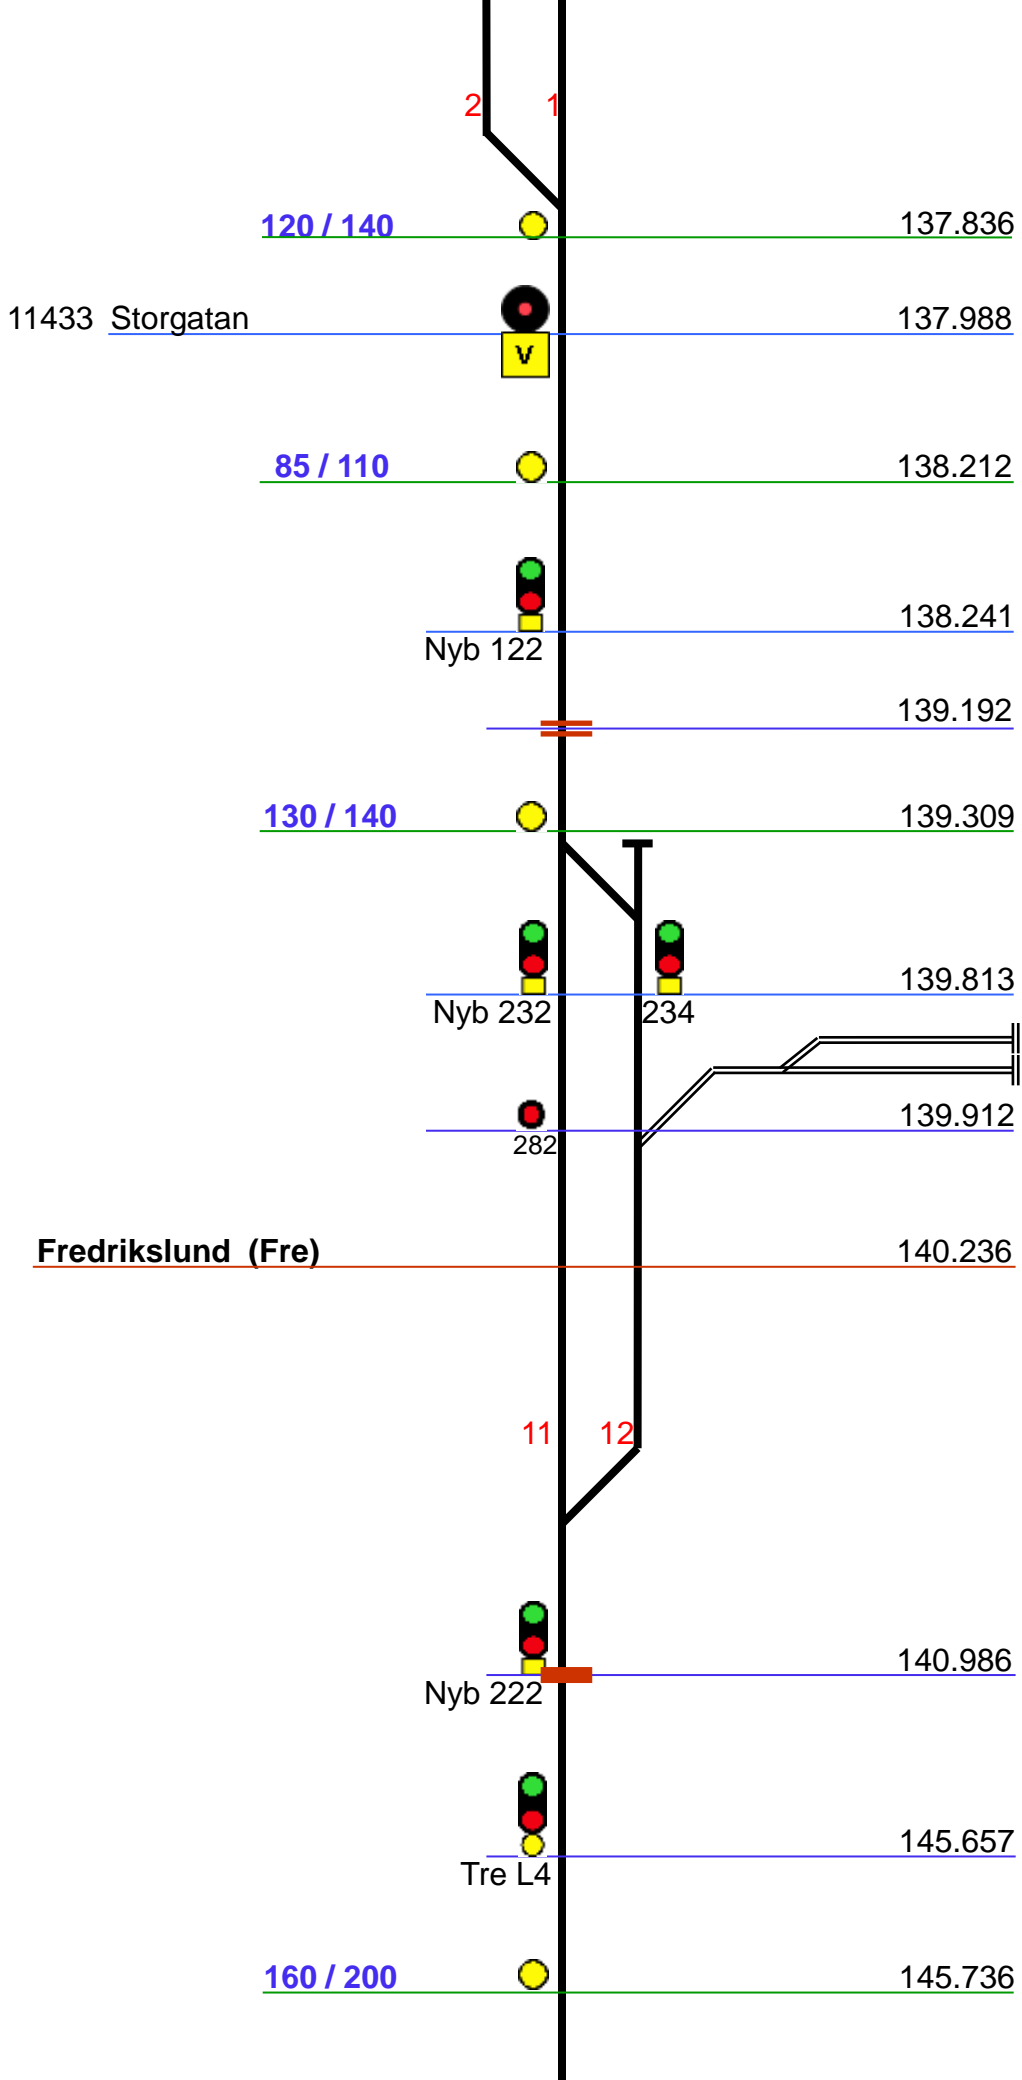 2 1
120 / 140 137.836
11433 Storgatan 137.988
V
85 / 110 138.212
138.241
Nyb 122
139.192
130 / 140 139.309
139.813
Nyb 232 234
139.912
282
Fredrikslund (Fre) 140.236
11 12
140.986
Nyb 222
145.657
Tre L4
160 / 200 145.736